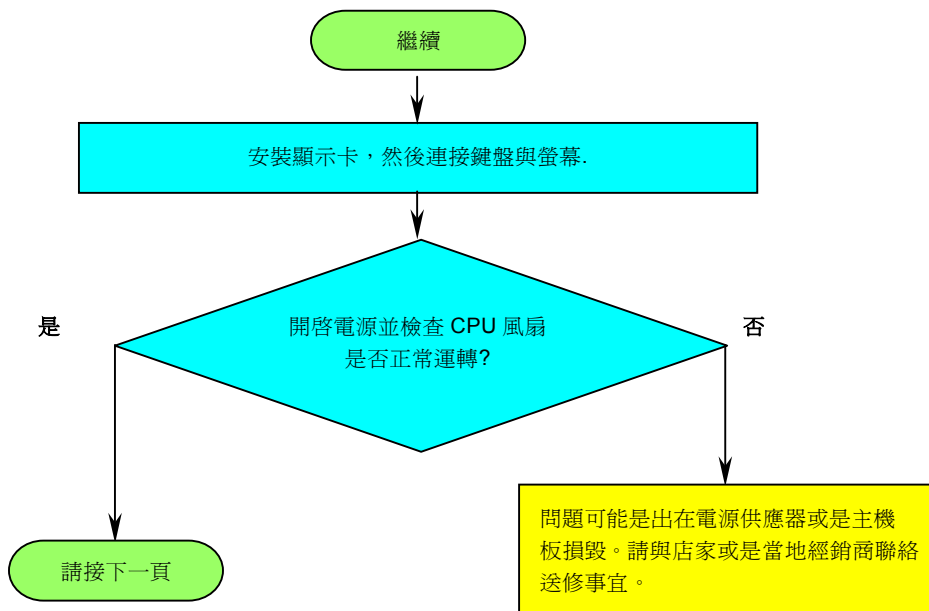 繼續
安裝顯示卡，然後連接鍵盤與螢幕.
是
開啓電源並檢查 CPU 風扇
是否正常運轉?
否
問題可能是出在電源供應器或是主機
板損毀。請與店家或是當地經銷商聯絡
送修事宜。
請接下一頁